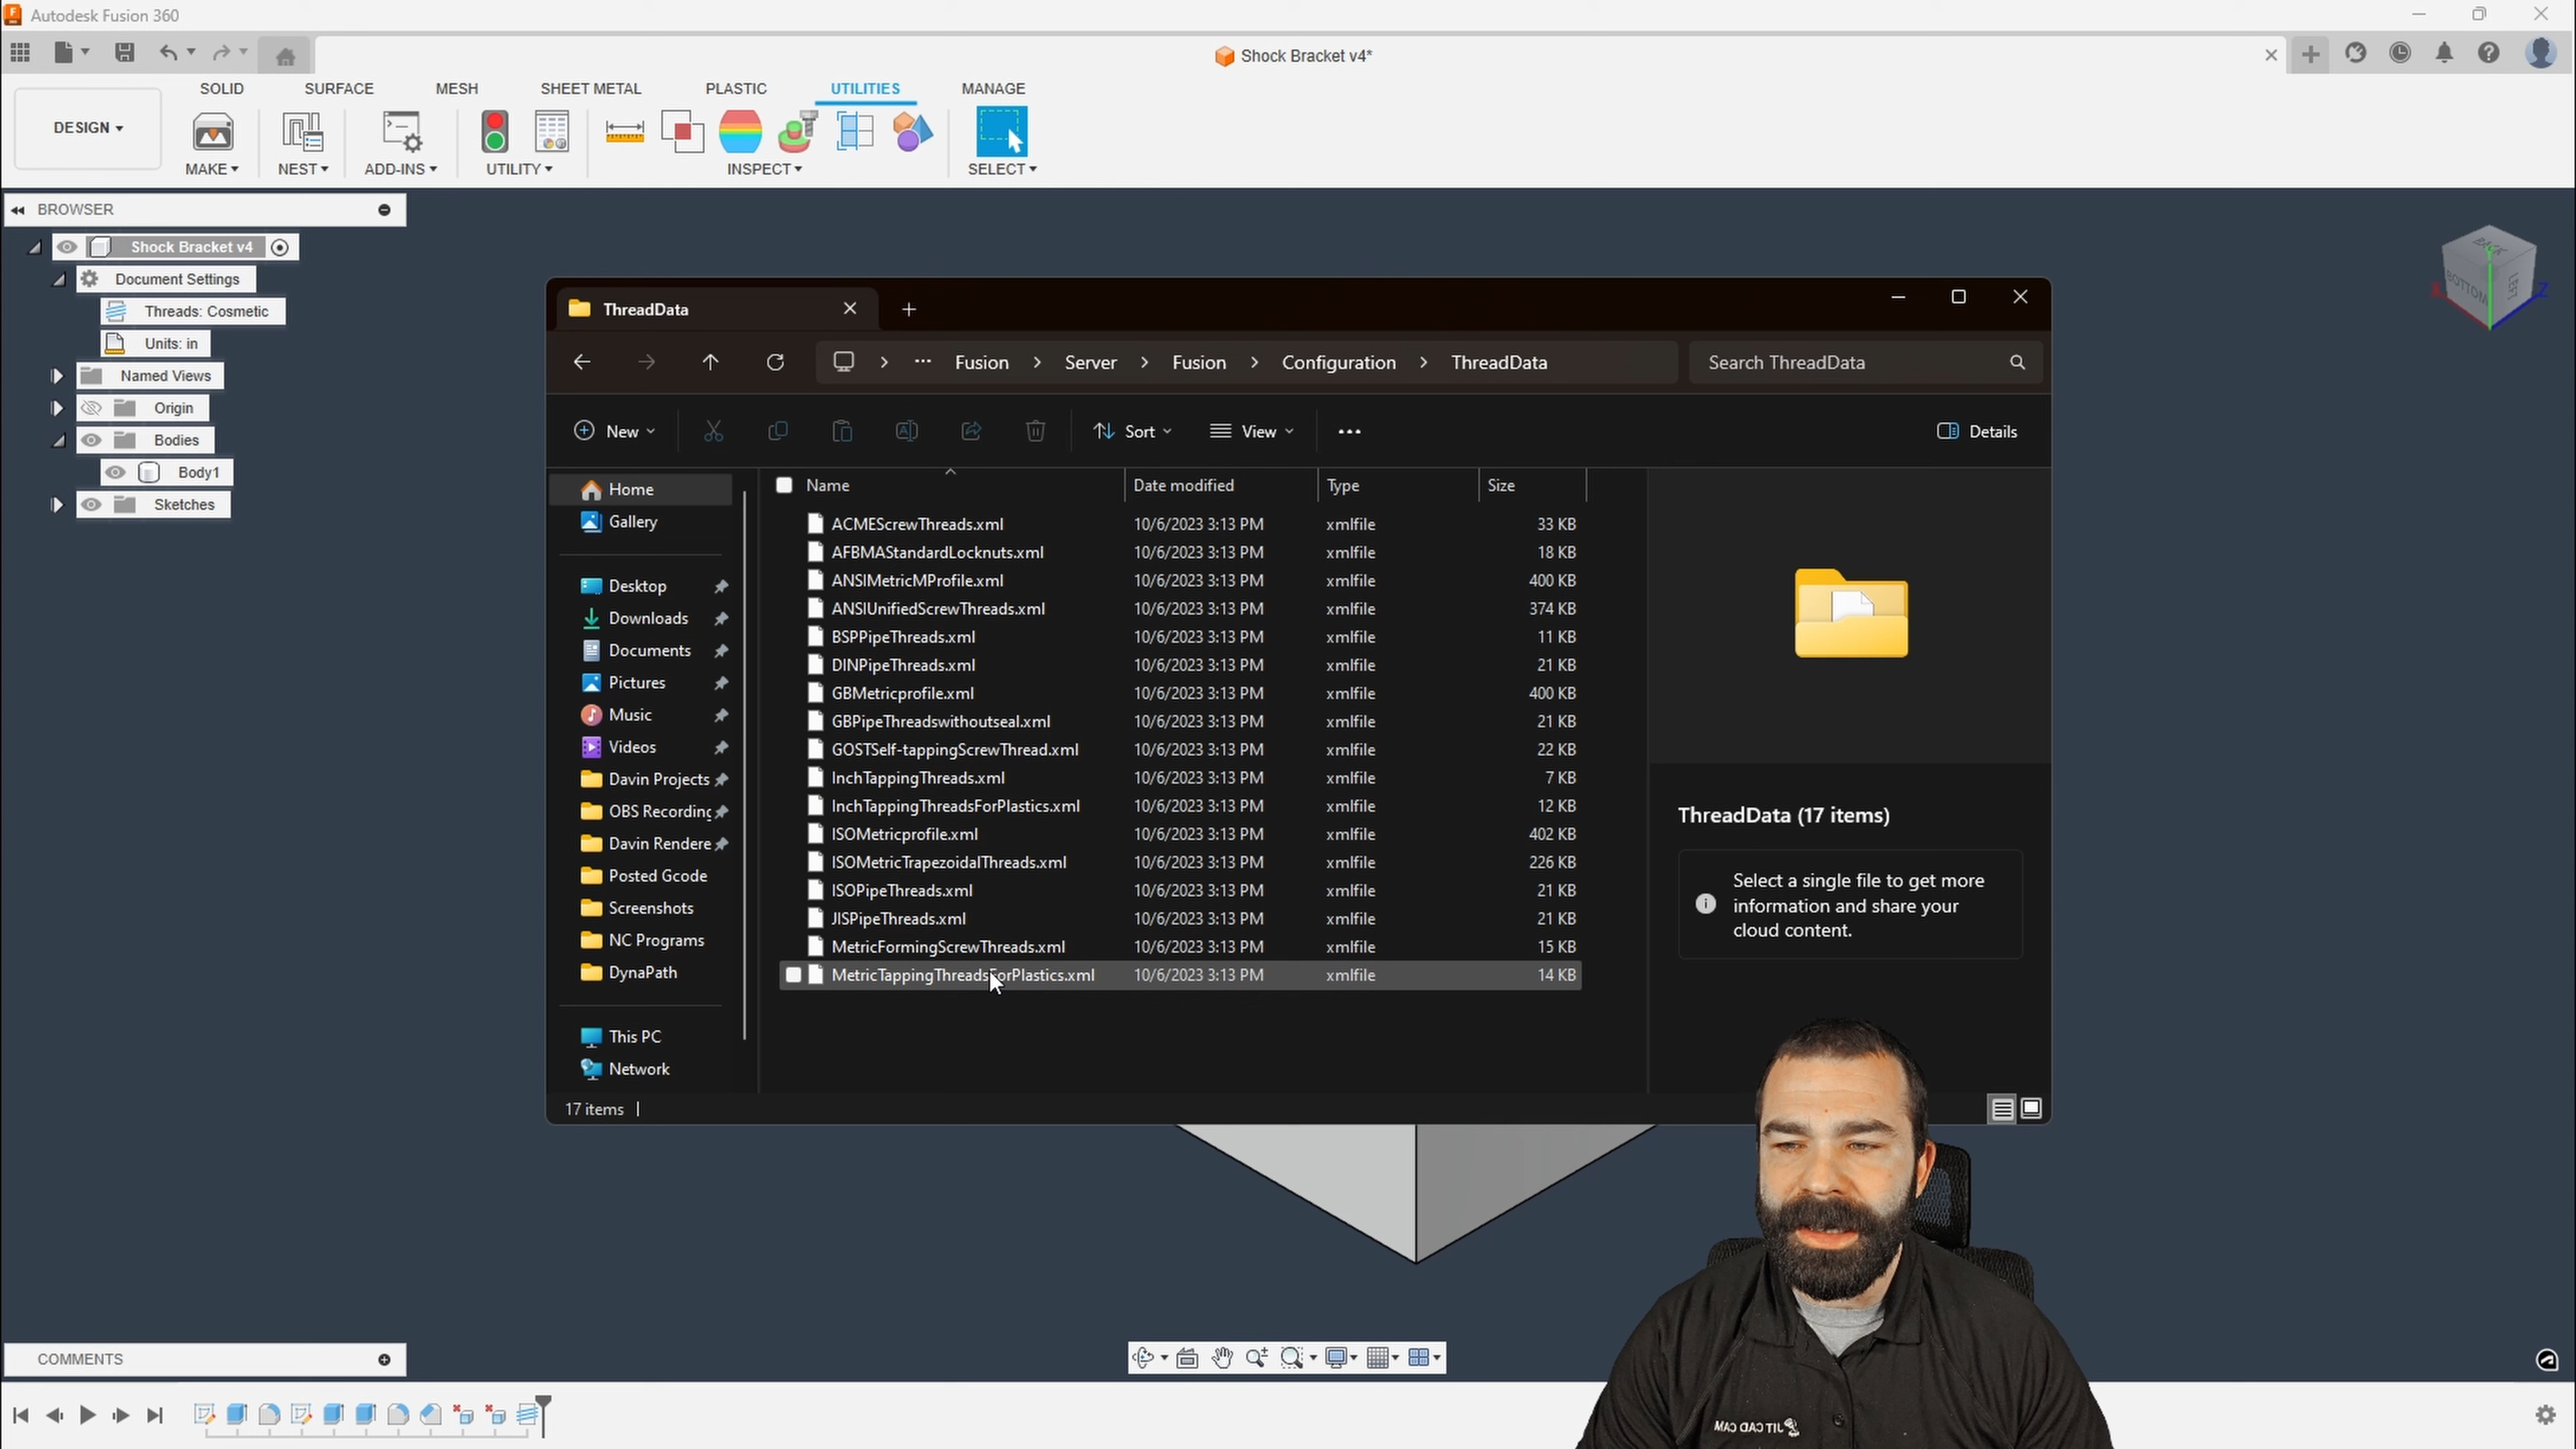 Autodesk Fusion 360
Shock Bracket v4*
SOLID SURFACE MESH SHEET METAL PLASTIC UTILITIES MANAGE
DESIGN
MAKE NEST ADD-INS UTILITY INSPECT SELECT
BROWSER
Shock Bracket v4
Document Settings
Threads: Cosmetic
Units: in
Named Views
Origin
Bodies
Body1
Sketches
BACK
BOTTOM
LEFT
Z
ThreadData
Fusion > Server > Fusion > Configuration > ThreadData
Search ThreadData
New Sort View Details
Home
Gallery
Desktop
Downloads
Documents
Pictures
Music
Videos
Davin Projects
OBS Recording
Davin Rendere
Posted Gcode
Screenshots
NC Programs
DynaPath
This PC
Network
Name Date modified Type Size
ACMEScrewThreads.xml 10/6/2023 3:13 PM xmlfile 33 KB
AFBMAStandardLocknuts.xml 10/6/2023 3:13 PM xmlfile 18 KB
ANSIMetricMProfile.xml 10/6/2023 3:13 PM xmlfile 400 KB
ANSIUnifiedScrewThreads.xml 10/6/2023 3:13 PM xmlfile 374 KB
BSPPipeThreads.xml 10/6/2023 3:13 PM xmlfile 11 KB
DINPipeThreads.xml 10/6/2023 3:13 PM xmlfile 21 KB
GBMetricprofile.xml 10/6/2023 3:13 PM xmlfile 400 KB
GBPipeThreadswithoutseal.xml 10/6/2023 3:13 PM xmlfile 21 KB
GOSTSelf-tappingScrewThread.xml 10/6/2023 3:13 PM xmlfile 22 KB
InchTappingThreads.xml 10/6/2023 3:13 PM xmlfile 7 KB
InchTappingThreadsForPlastics.xml 10/6/2023 3:13 PM xmlfile 12 KB
ISOMetricprofile.xml 10/6/2023 3:13 PM xmlfile 402 KB
ISOMetricTrapezoidalThreads.xml 10/6/2023 3:13 PM xmlfile 226 KB
ISOPipeThreads.xml 10/6/2023 3:13 PM xmlfile 21 KB
JISPipeThreads.xml 10/6/2023 3:13 PM xmlfile 21 KB
MetricFormingScrewThreads.xml 10/6/2023 3:13 PM xmlfile 15 KB
MetricTappingThreadsForPlastics.xml 10/6/2023 3:13 PM xmlfile 14 KB
ThreadData (17 items)
Select a single file to get more
information and share your
cloud content.
17 items
COMMENTS
JIT CAD CAM